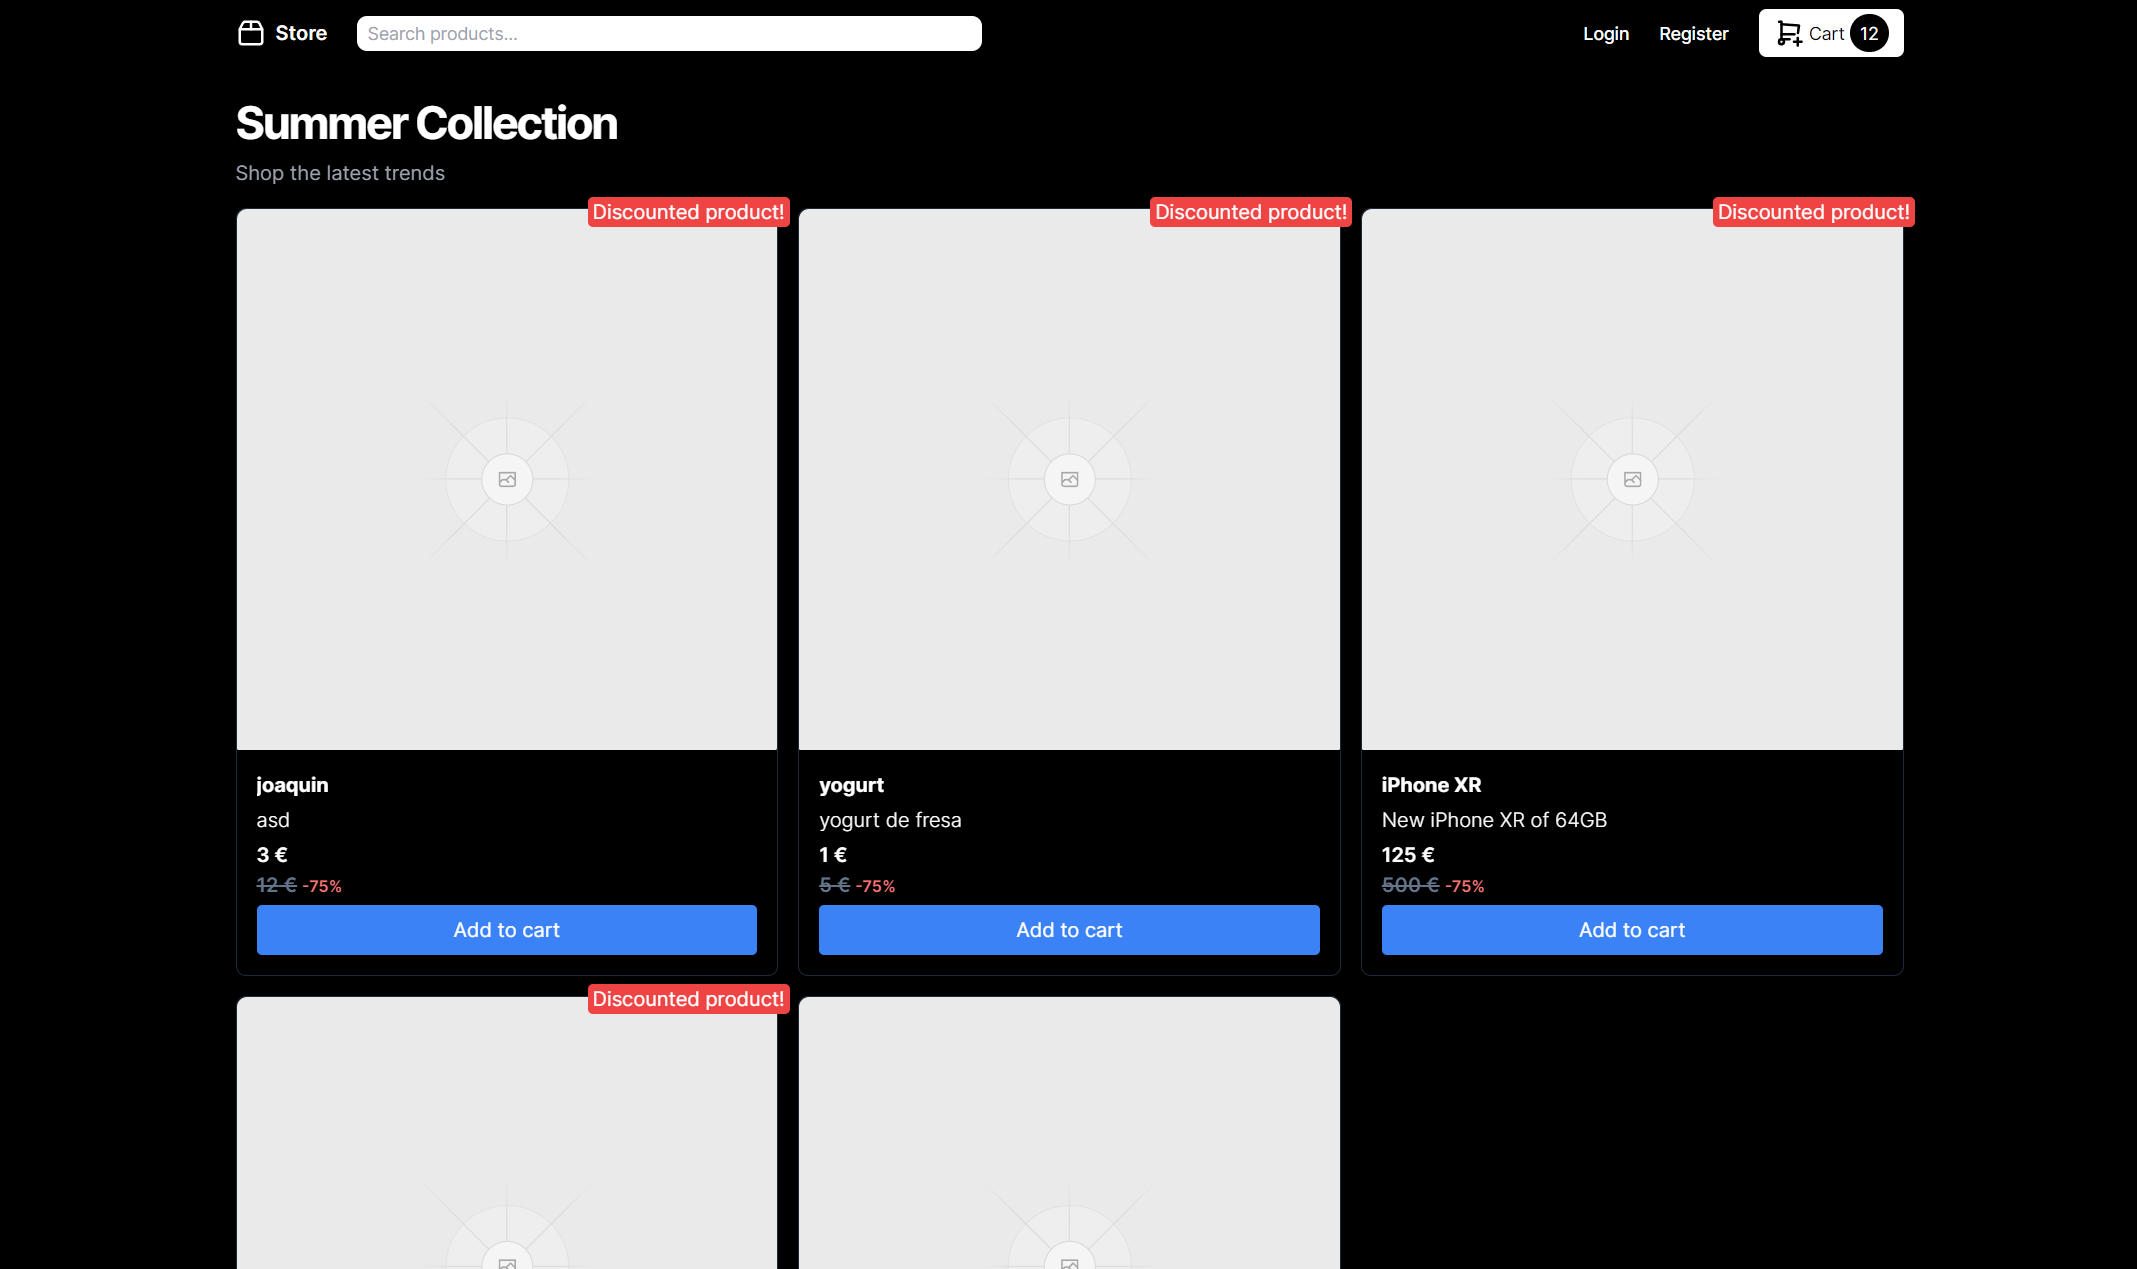 Store
Search products...
Login
Register
Cart 12
Summer Collection
Shop the latest trends
Discounted product!
Discounted product!
Discounted product!
joaquin
asd
3 €
12 € -75%
Add to cart
yogurt
yogurt de fresa
1 €
5 € -75%
Add to cart
iPhone XR
New iPhone XR of 64GB
125 €
500 € -75%
Add to cart
Discounted product!